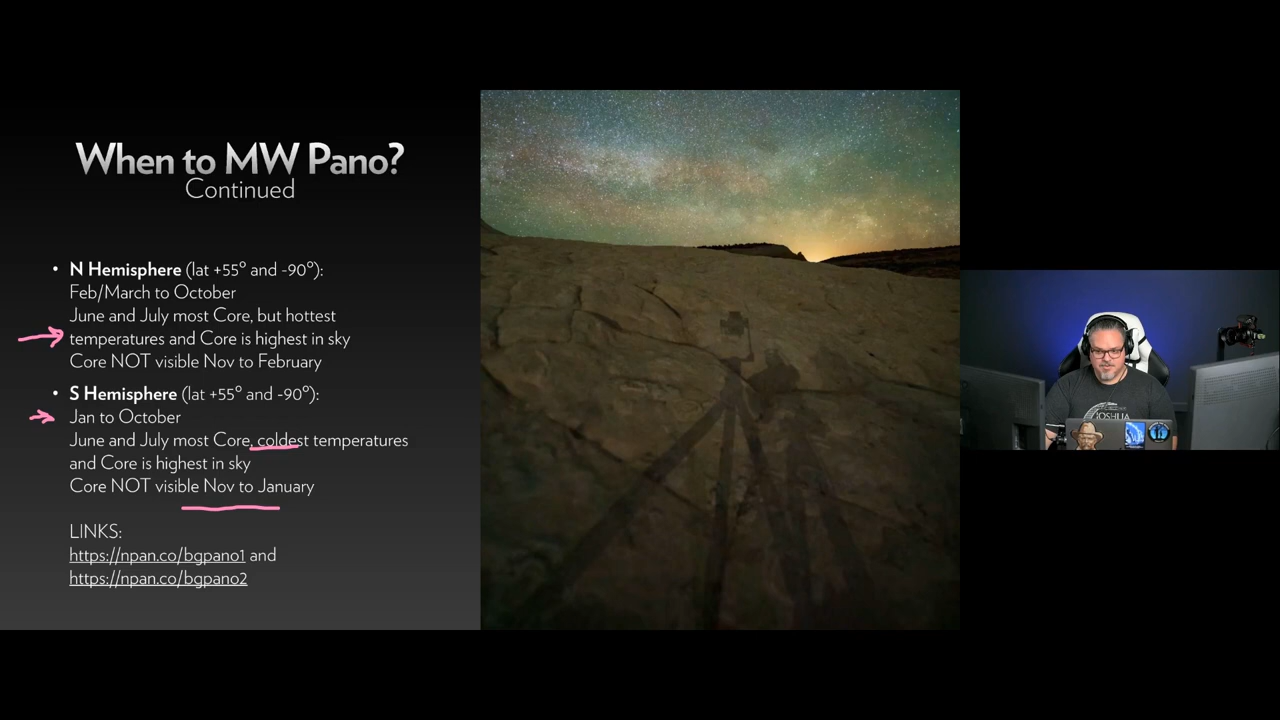 When to MW Pano?
Continued
• N Hemisphere (lat +55° and -90°):
Feb/March to October
June and July most Core, but hottest
temperatures and Core is highest in sky
Core NOT visible Nov to February
• S Hemisphere (lat +55° and -90°):
Jan to October
June and July most Core, coldest temperatures
and Core is highest in sky
Core NOT visible Nov to January
LINKS:
https://npan.co/bgpano1 and
https://npan.co/bgpano2
JOSHUA